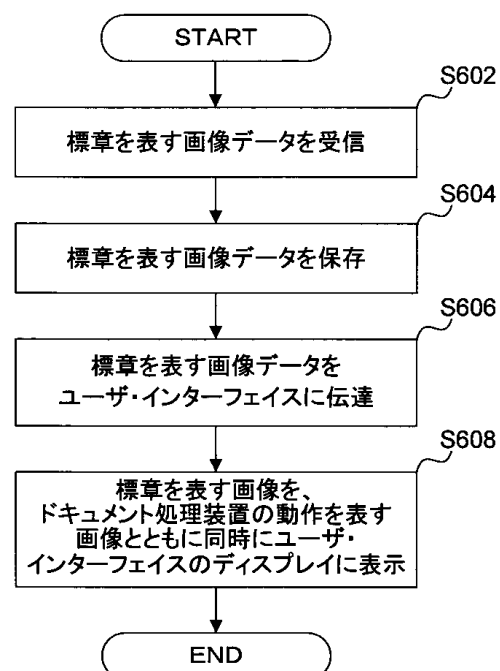 START
S602
標章を表す画像データを受信
S604
標章を表す画像データを保存
S606
標章を表す画像データを
ユーザ・インターフェイスに伝達
S608
標章を表す画像を、
ドキュメント処理装置の動作を表す
画像とともに同時にユーザ・
インターフェイスのディスプレイに表示
END